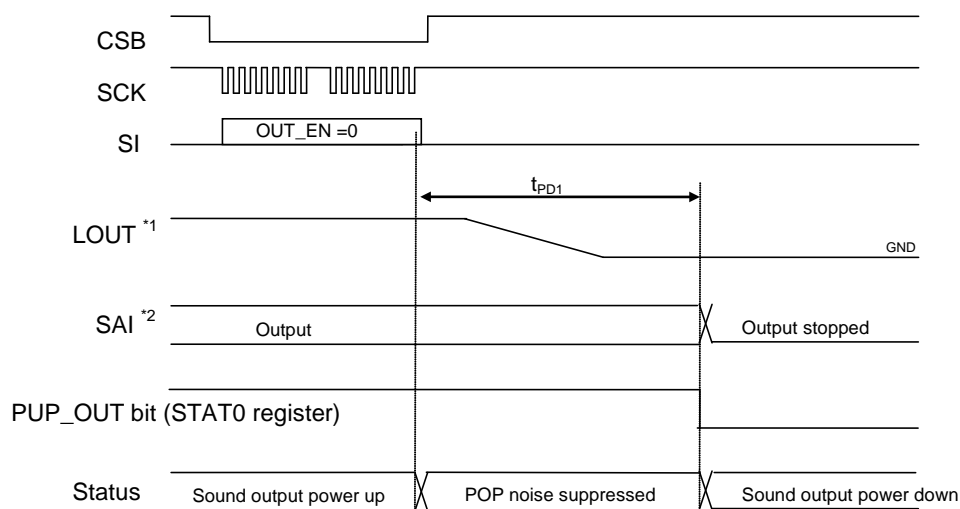 CSB
SCK
SI
OUT_EN =0
tPD1
LOUT *1
GND
SAI *2
Output
Output stopped
PUP_OUT bit (STAT0 register)
Status
Sound output power up
POP noise suppressed
Sound output power down